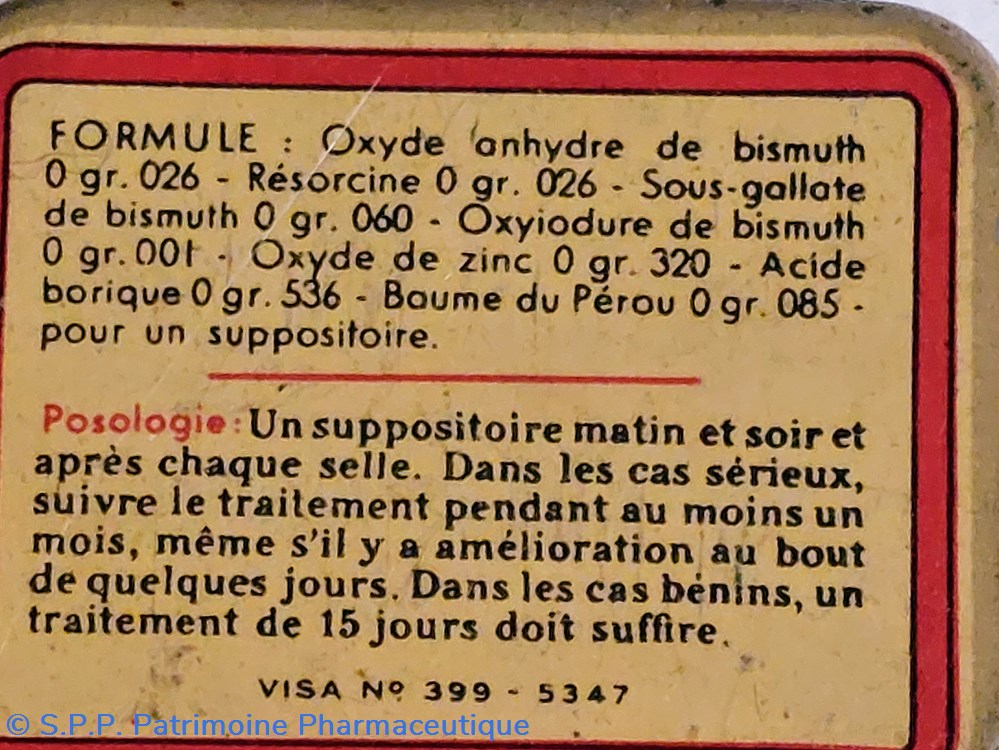 FORMULE : Oxyde anhydre de bismuth
0 gr. 026 - Résorcine 0 gr. 026 - Sous-gallate
de bismuth 0 gr. 060 - Oxyiodure de bismuth
0 gr. 001 - Oxyde de zinc 0 gr. 320 - Acide
borique 0 gr. 536 - Baume du Pérou 0 gr. 085 -
pour un suppositoire.
Posologie : Un suppositoire matin et soir et
après chaque selle. Dans les cas sérieux,
suivre le traitement pendant au moins un
mois, même s'il y a amélioration au bout
de quelques jours. Dans les cas bénins, un
traitement de 15 jours doit suffire.
VISA Nº 399 - 5347
© S.P.P. Patrimoine Pharmaceutique